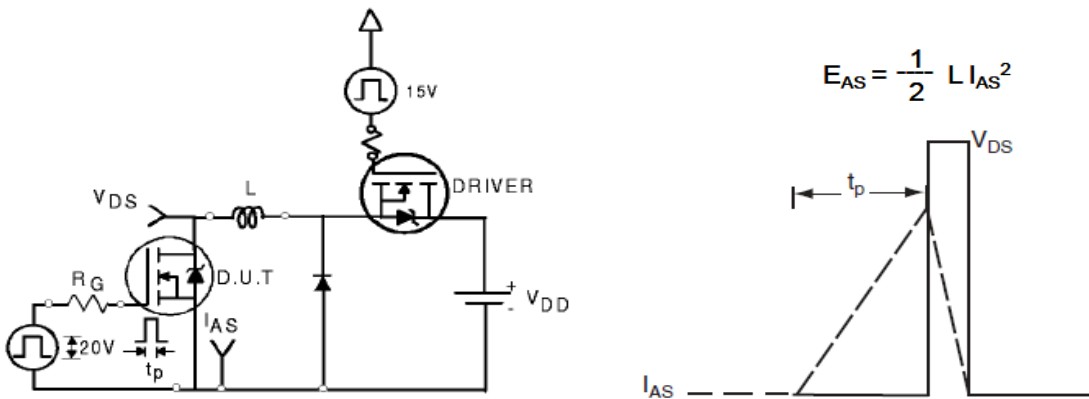 15V
DRIVER
L
VDS
D.U.T
RG
IAS
20V
tp
+
-
VDD
EAS = 1/2 L IAS²
VDS
tp
IAS